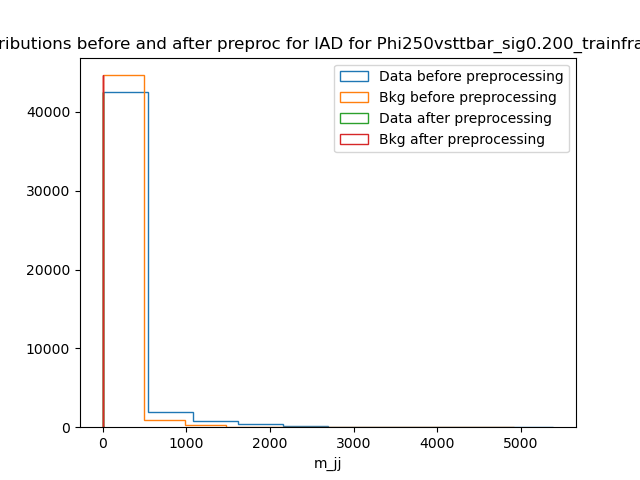 ributions before and after preproc for IAD for Phi250vsttbar_sig0.200_trainfra
Data before preprocessing
Bkg before preprocessing
Data after preprocessing
Bkg after preprocessing
40000
30000
20000
10000
0
0 1000 2000 3000 4000 5000
m_jj